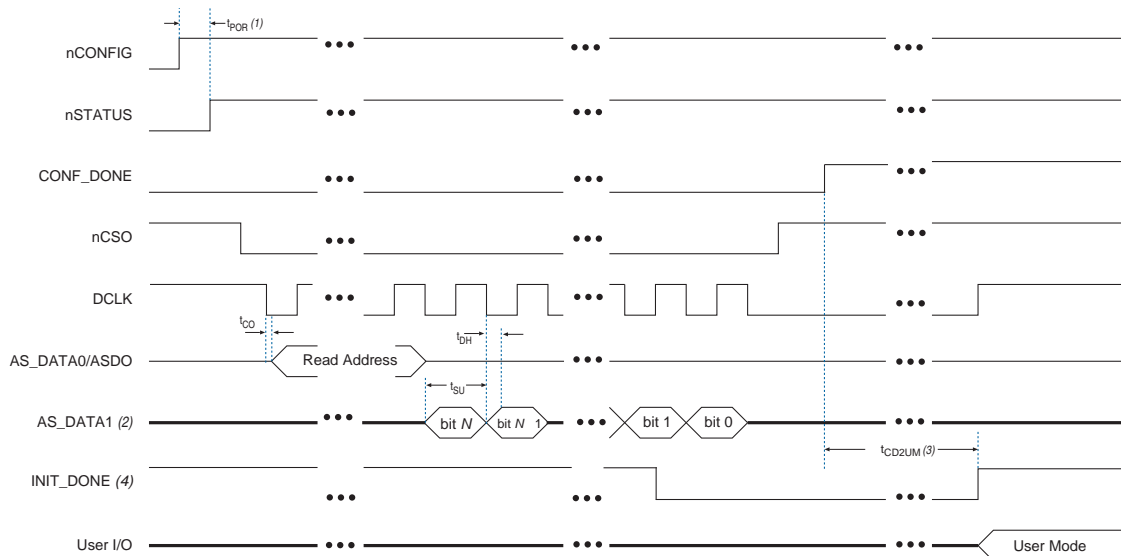 tPOR (1)
nCONFIG
nSTATUS
CONF_DONE
nCSO
DCLK
tCO
tDH
AS_DATA0/ASDO
Read Address
tSU
AS_DATA1 (2)
bit N
bit N 1
bit 1
bit 0
tCD2UM (3)
INIT_DONE (4)
User I/O
User Mode